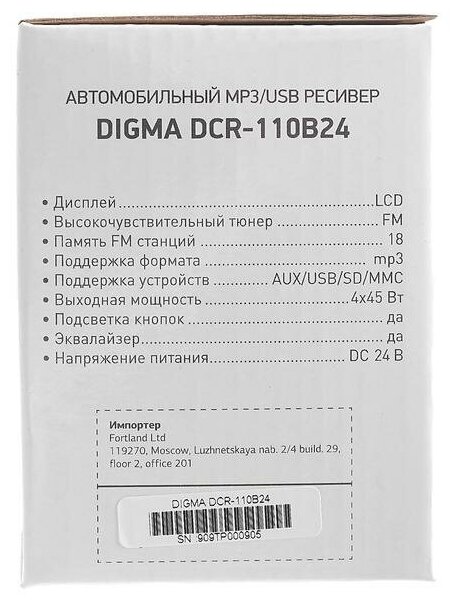 АВТОМОБИЛЬНЫЙ MP3/USB РЕСИВЕР
DIGMA DCR-110B24
• Дисплей LCD
• Высокочувствительный тюнер FM
• Память FM станций 18
• Поддержка формата mp3
• Поддержка устройств AUX/USB/SD/MMC
• Выходная мощность 4x45 Вт
• Подсветка кнопок да
• Эквалайзер да
• Напряжение питания DC 24 В
Импортер
Fortland Ltd
119270, Moscow, Luzhnetskaya nab. 2/4 build. 29,
floor 2, office 201
DIGMA DCR-110B24
SN 909TP000905